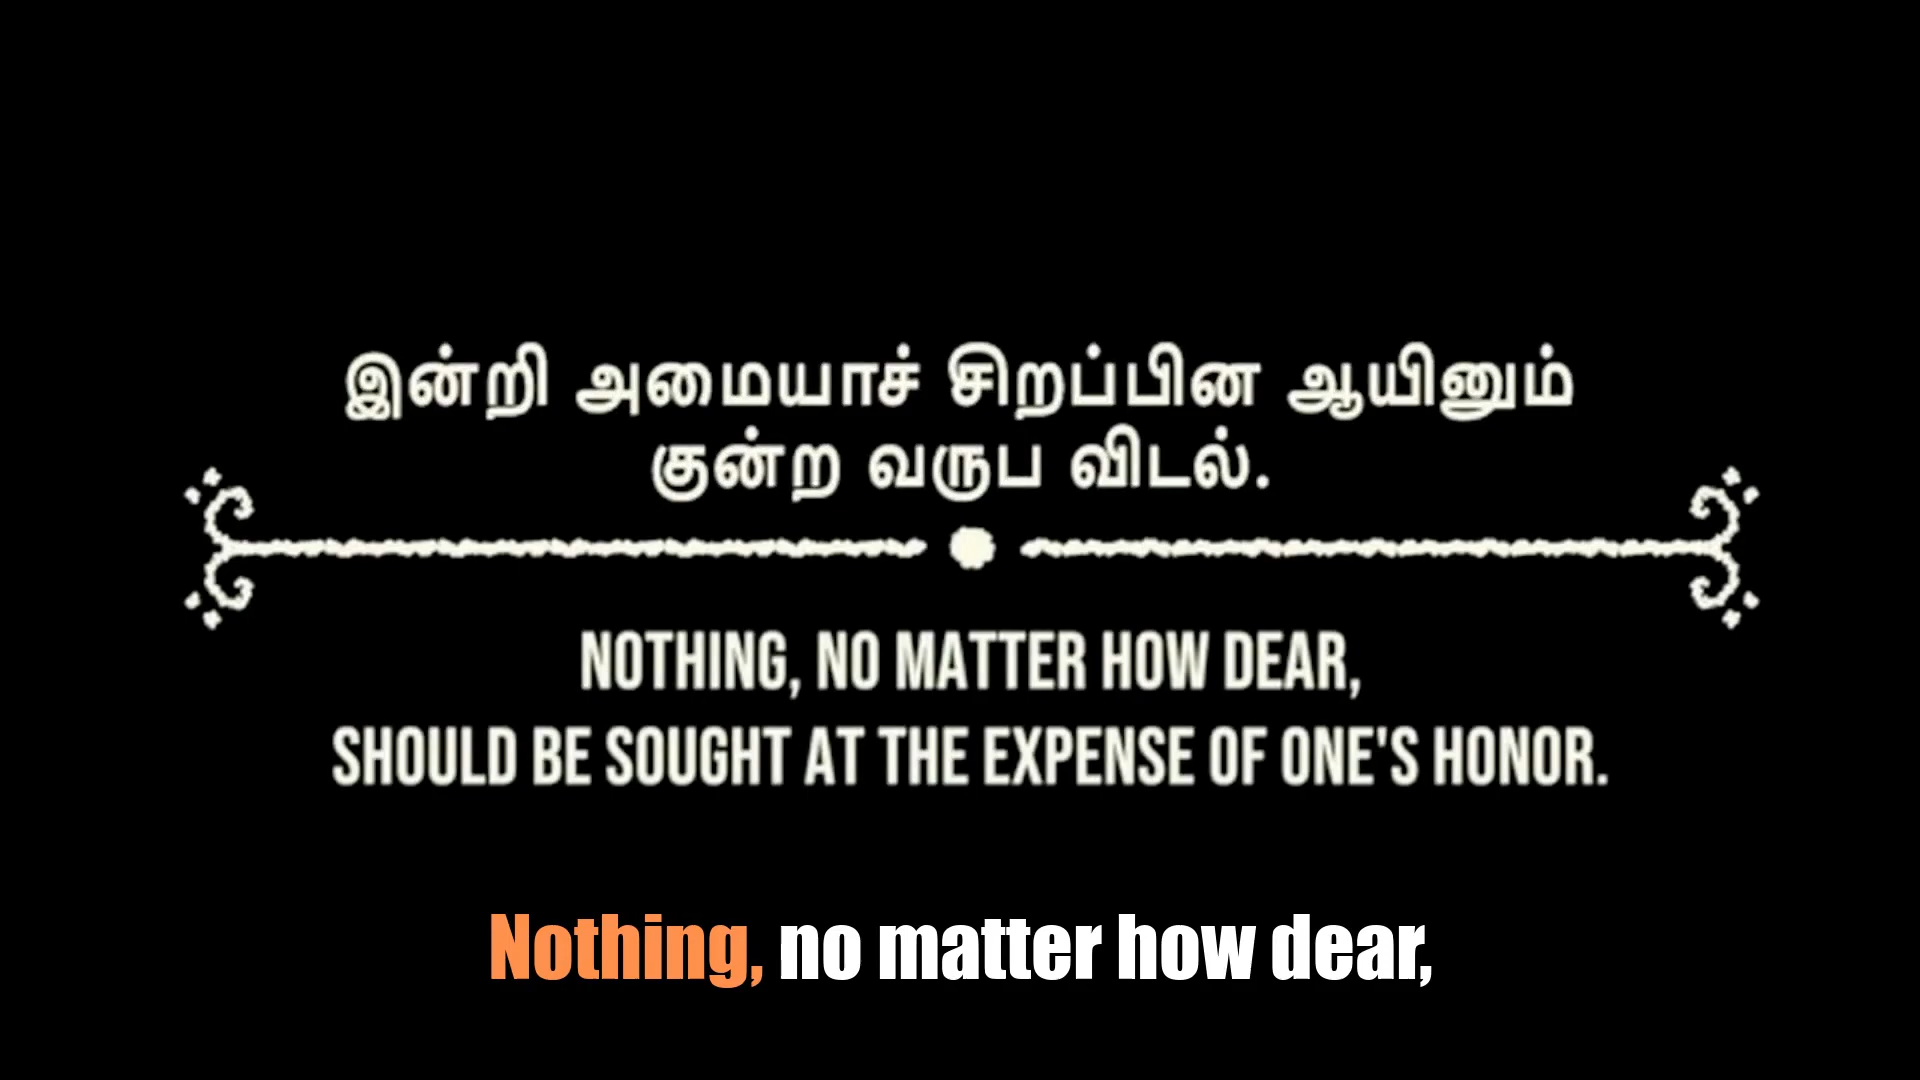 இன்றி அமையாச் சிறப்பின ஆயினும்
குன்ற வருப விடல்.
NOTHING, NO MATTER HOW DEAR,
SHOULD BE SOUGHT AT THE EXPENSE OF ONE'S HONOR.
Nothing, no matter how dear,